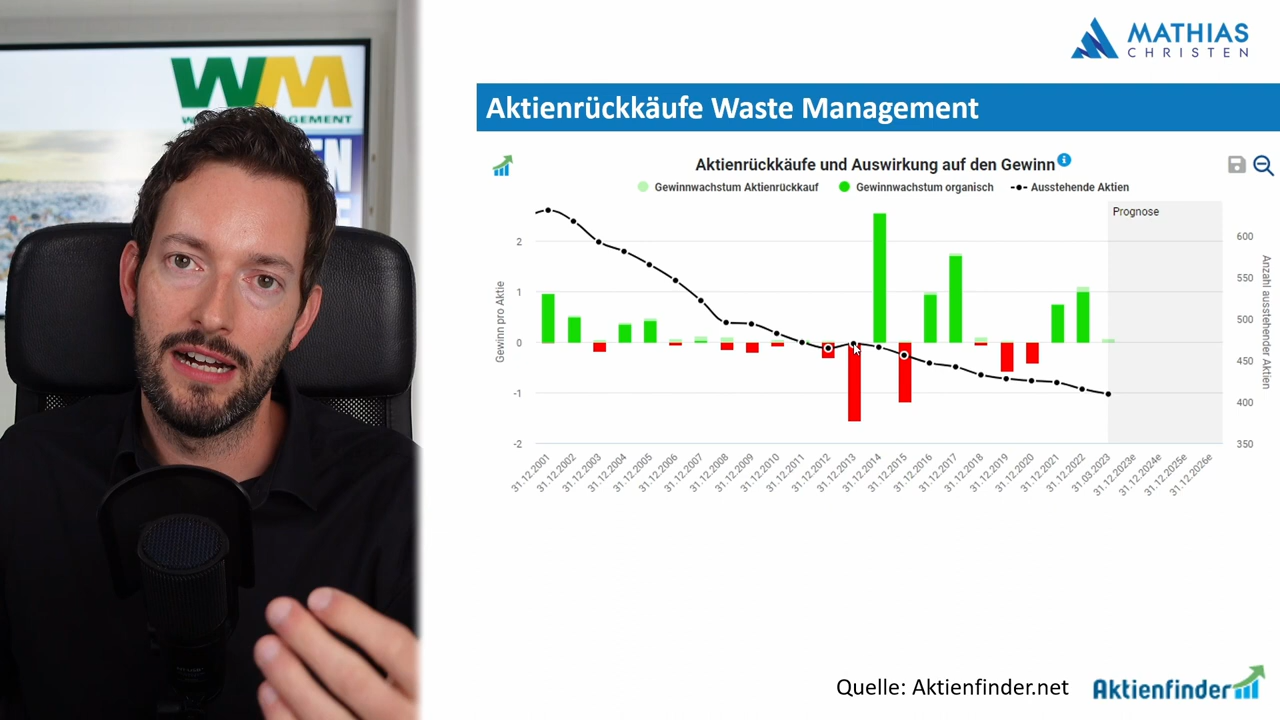 MATHIAS
CHRISTEN
WM
EMENT
EN
Aktienrückkäufe Waste Management
Aktienrückkäufe und Auswirkung auf den Gewinn
Gewinnwachstum Aktienrückkauf
Gewinnwachstum organisch
Ausstehende Aktien
Prognose
Gewinn pro Aktie
2
1
0
-1
-2
600
550
500
450
400
350
Anzahl ausstehender Aktien
31.12.2001
31.12.2002
31.12.2003
31.12.2004
31.12.2005
31.12.2006
31.12.2007
31.12.2008
31.12.2009
31.12.2010
31.12.2011
31.12.2012
31.12.2013
31.12.2014
31.12.2015
31.12.2016
31.12.2017
31.12.2018
31.12.2019
31.12.2020
31.12.2021
31.12.2022
31.03.2023
31.12.2023e
31.12.2024e
31.12.2025e
31.12.2026e
Quelle: Aktienfinder.net
Aktienfinder